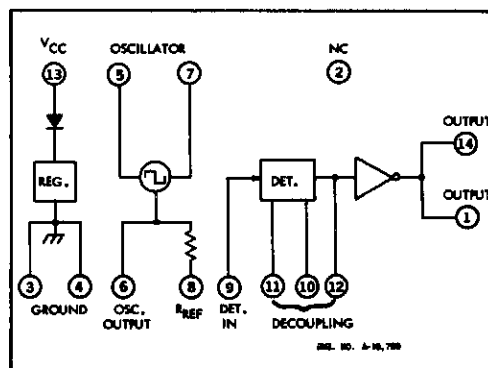 VCC OSCILLATOR NC
13 5 7 2
OUTPUT
14
REG. DET.
OUTPUT
1
3 4 6 8 9 11 10 12
GROUND OSC. OUTPUT RREF DET. IN DECOUPLING